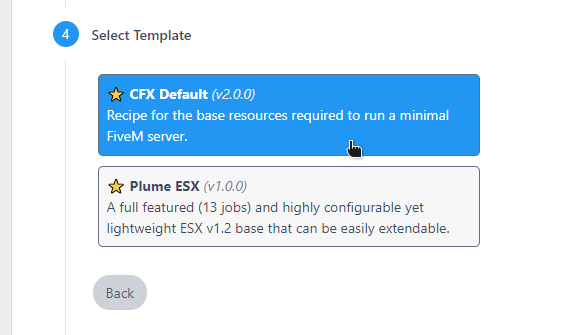 4 Select Template
CFX Default (v2.0.0)
Recipe for the base resources required to run a minimal
FiveM server.
Plume ESX (v1.0.0)
A full featured (13 jobs) and highly configurable yet
lightweight ESX v1.2 base that can be easily extendable.
Back